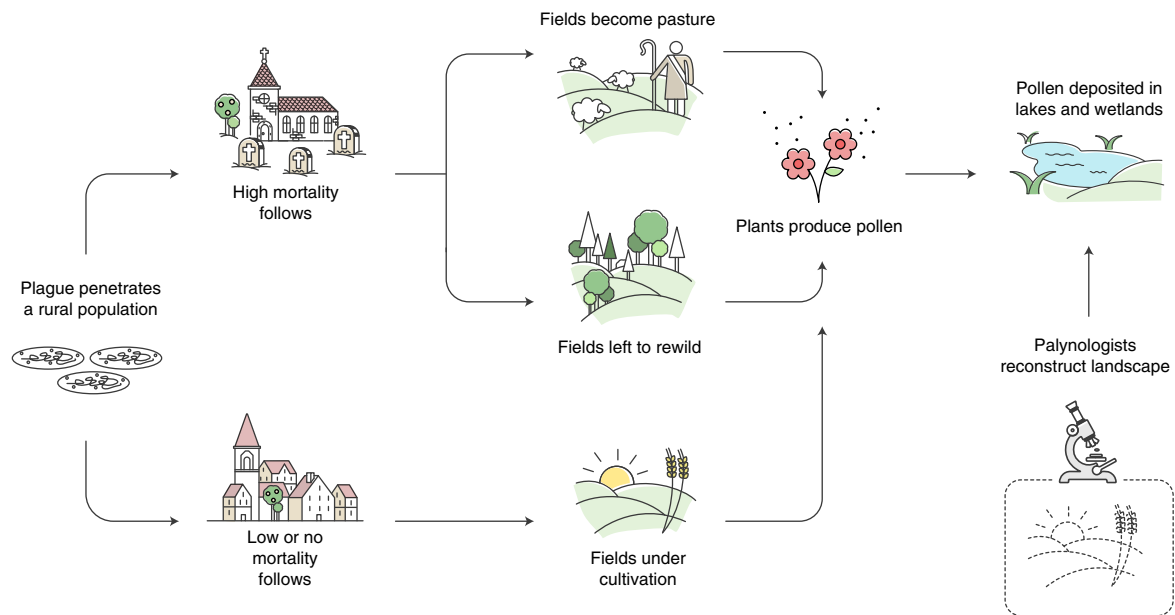 Plague penetrates
a rural population
High mortality
follows
Low or no
mortality
follows
Fields become pasture
Fields left to rewild
Fields under
cultivation
Plants produce pollen
Pollen deposited in
lakes and wetlands
Palynologists
reconstruct landscape